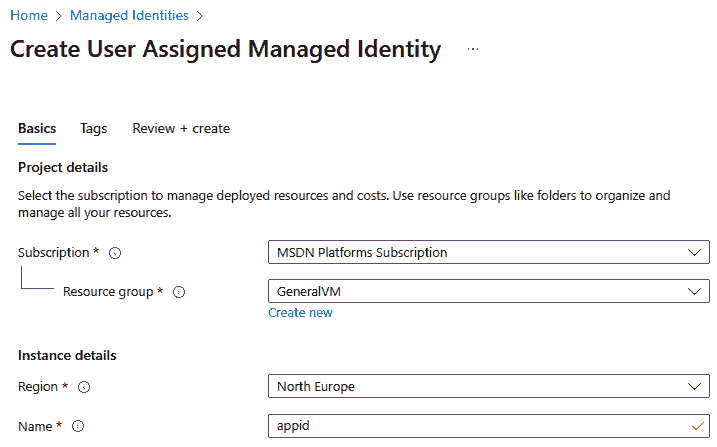 Home > Managed Identities >
Create User Assigned Managed Identity ...
Basics Tags Review + create
Project details
Select the subscription to manage deployed resources and costs. Use resource groups like folders to organize and
manage all your resources.
Subscription * MSDN Platforms Subscription
Resource group * GeneralVM
Create new
Instance details
Region * North Europe
Name * appid